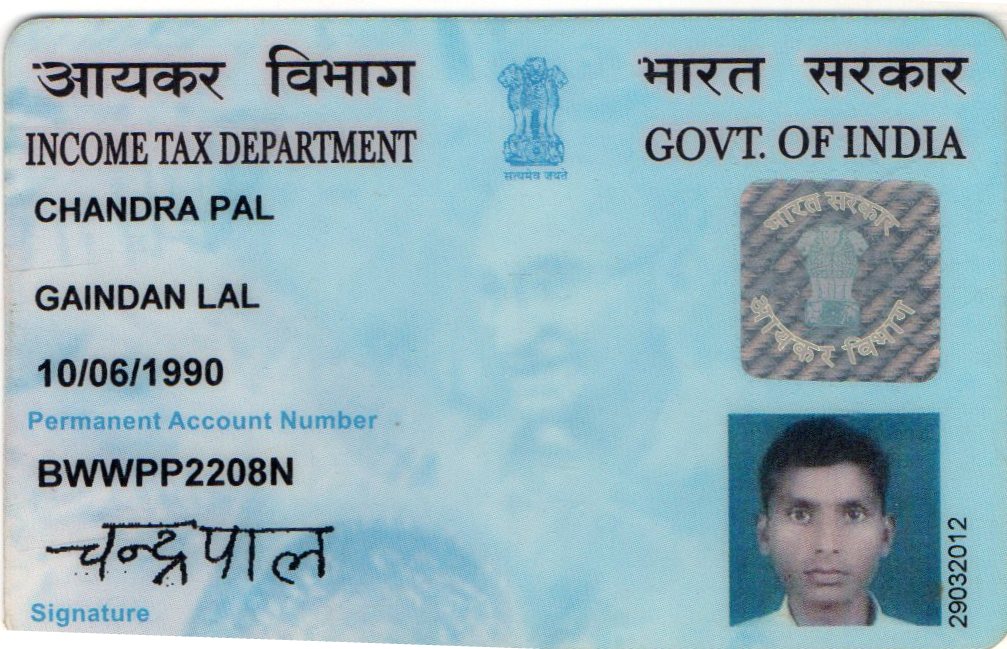 आयकर विभाग
INCOME TAX DEPARTMENT
भारत सरकार
GOVT. OF INDIA
सत्यमेव जयते
CHANDRA PAL
GAINDAN LAL
10/06/1990
Permanent Account Number
BWWPP2208N
चन्द्रपाल
Signature
भारत सरकार
आयकर विभाग
29032012